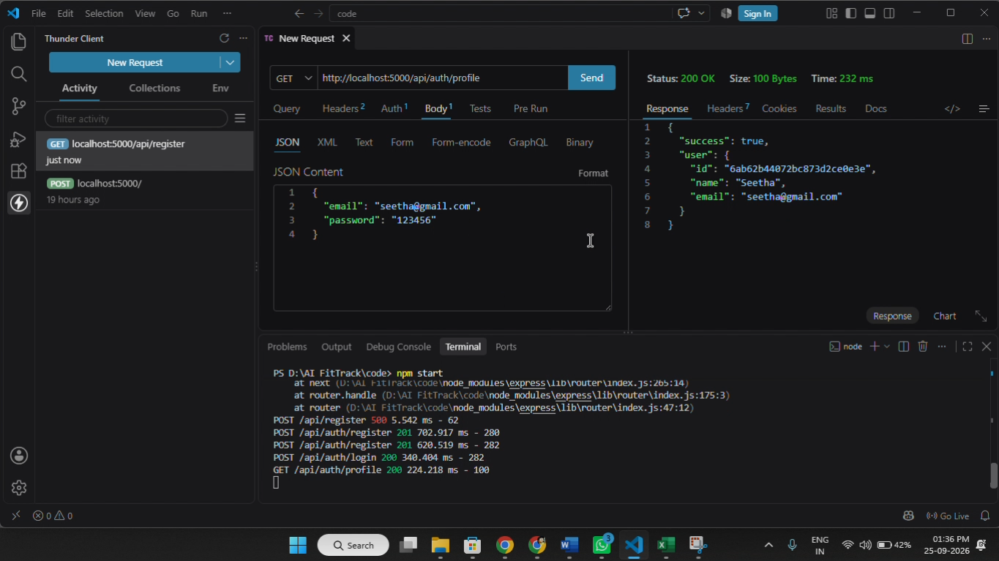 File Edit Selection View Go Run ··· code Sign In
Thunder Client ···
New Request
Activity Collections Env
filter activity
GET localhost:5000/api/register
just now
POST localhost:5000/
19 hours ago
TC New Request ···
GET http://localhost:5000/api/auth/profile Send
Query Headers 2 Auth 1 Body 1 Tests Pre Run
JSON XML Text Form Form-encode GraphQL Binary
JSON Content Format
1 {
2 "email": "seetha@gmail.com",
3 "password": "123456"
4 }
Status: 200 OK Size: 100 Bytes Time: 232 ms
Response Headers 7 Cookies Results Docs </>
1 {
2 "success": true,
3 "user": {
4 "id": "6ab62b44072bc873d2ce0e3e",
5 "name": "Seetha",
6 "email": "seetha@gmail.com"
7 }
8 }
Response Chart
Problems Output Debug Console Terminal Ports node ···
PS D:\AI FitTrack\code> npm start
at next (D:\AI FitTrack\code\node_modules\express\lib\router\index.js:265:14)
at router.handle (D:\AI FitTrack\code\node_modules\express\lib\router\index.js:175:3)
at router (D:\AI FitTrack\code\node_modules\express\lib\router\index.js:47:12)
POST /api/register 500 5.542 ms - 62
POST /api/auth/register 201 702.917 ms - 280
POST /api/auth/register 201 620.519 ms - 282
POST /api/auth/login 200 340.404 ms - 282
GET /api/auth/profile 200 224.218 ms - 100
0 0 Go Live
Search 3 ENG IN 42% 01:36 PM 25-09-2026